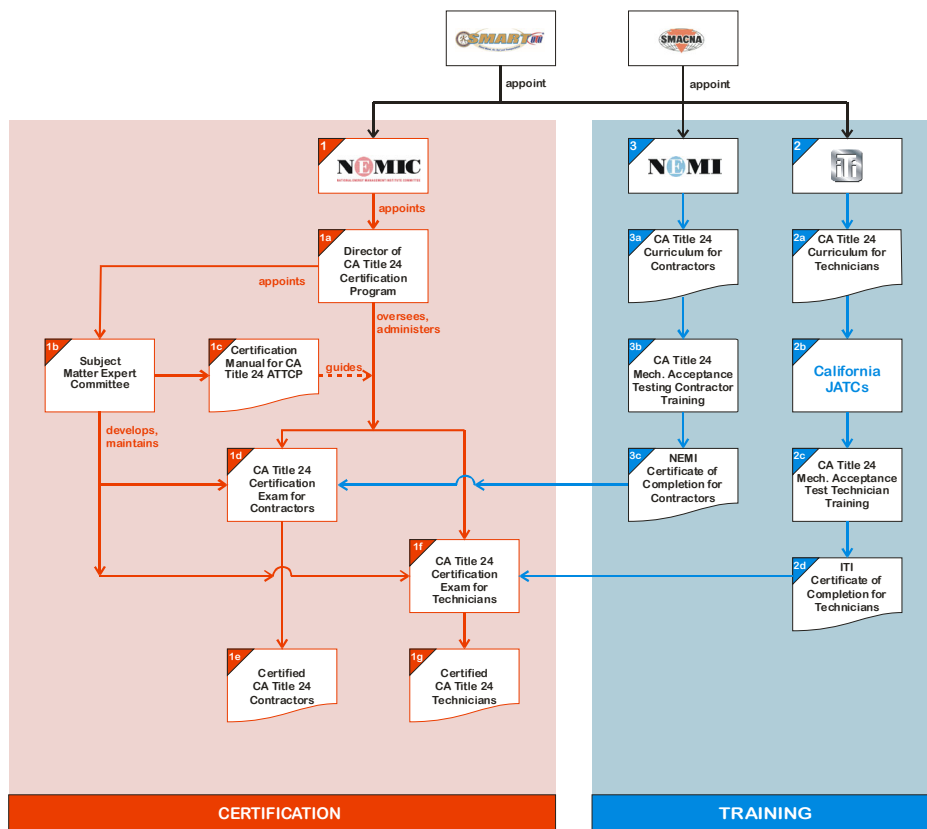 SMART
SMACNA
appoint
appoint
1
NEMIC
NATIONAL ENERGY MANAGEMENT INSTITUTE COMMITTEE
appoints
1a
Director of
CA Title 24
Certification
Program
appoints
oversees,
administers
1b
Subject
Matter Expert
Committee
1c
Certification
Manual for CA
Title 24 ATTCP
guides
develops,
maintains
1d
CA Title 24
Certification
Exam for
Contractors
1f
CA Title 24
Certification
Exam for
Technicians
1e
Certified
CA Title 24
Contractors
1g
Certified
CA Title 24
Technicians
CERTIFICATION
3
NEMI
3a
CA Title 24
Curriculum for
Contractors
3b
CA Title 24
Mech. Acceptance
Testing Contractor
Training
3c
NEMI
Certificate of
Completion for
Contractors
2
iTi
2a
CA Title 24
Curriculum for
Technicians
2b
California
JATCs
2c
CA Title 24
Mech. Acceptance
Test Technician
Training
2d
ITI
Certificate of
Completion for
Technicians
TRAINING